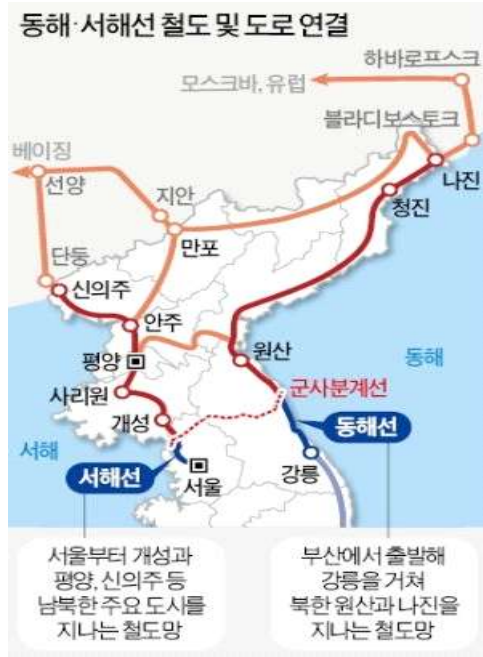 동해·서해선 철도 및 도로 연결
하바로프스크
모스크바, 유럽
블라디보스토크
베이징
선양
지안
나진
청진
만포
단둥
신의주
안주
원산
평양
동해
군사분계선
사리원
개성
동해선
서해
서해선
서울
강릉
서울부터 개성과
평양, 신의주 등
남북한 주요 도시를
지나는 철도망
부산에서 출발해
강릉을 거쳐
북한 원산과 나진을
지나는 철도망